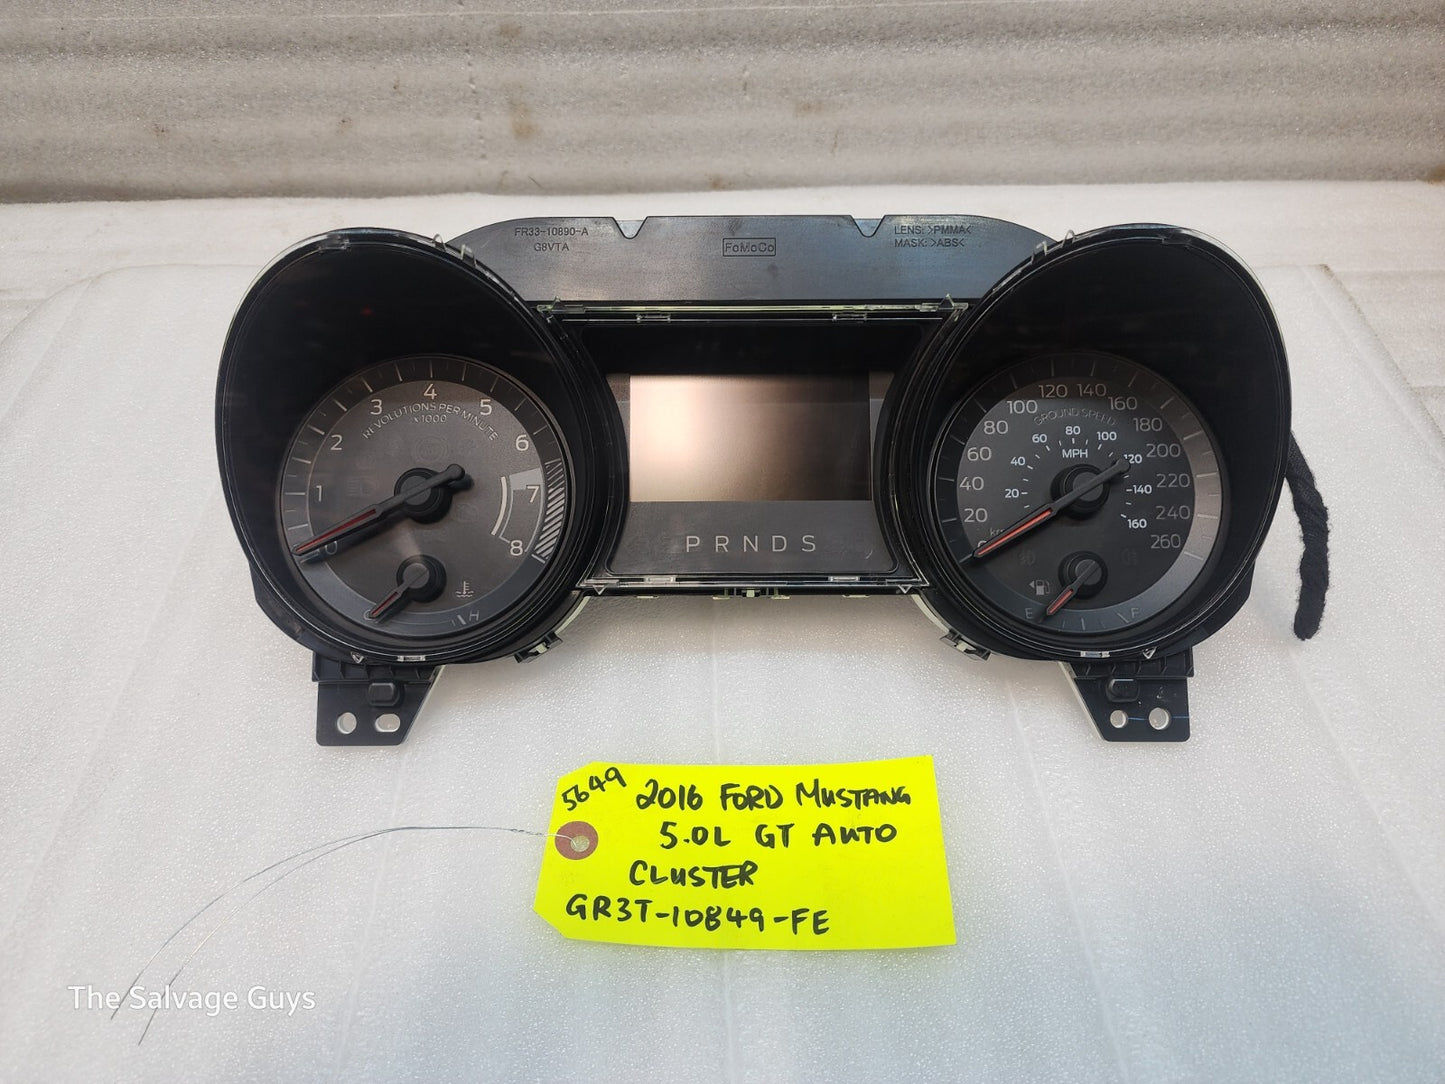 FR33-10890-A
G8VTA
FoMoCo
LENS: >PMMA<
MASK: >ABS<
0 1 2 3 4 5 6 7 8
REVOLUTIONS PER MINUTE
x1000
H
P R N D S
0 20 40 60 80 100 120 140 160 180 200 220 240 260
GROUND SPEED
20 40 60 80 100 120 140 160
MPH
E F
5649
2016 FORD MUSTANG
5.0L GT AUTO
CLUSTER
GR3T-10849-FE
The Salvage Guys